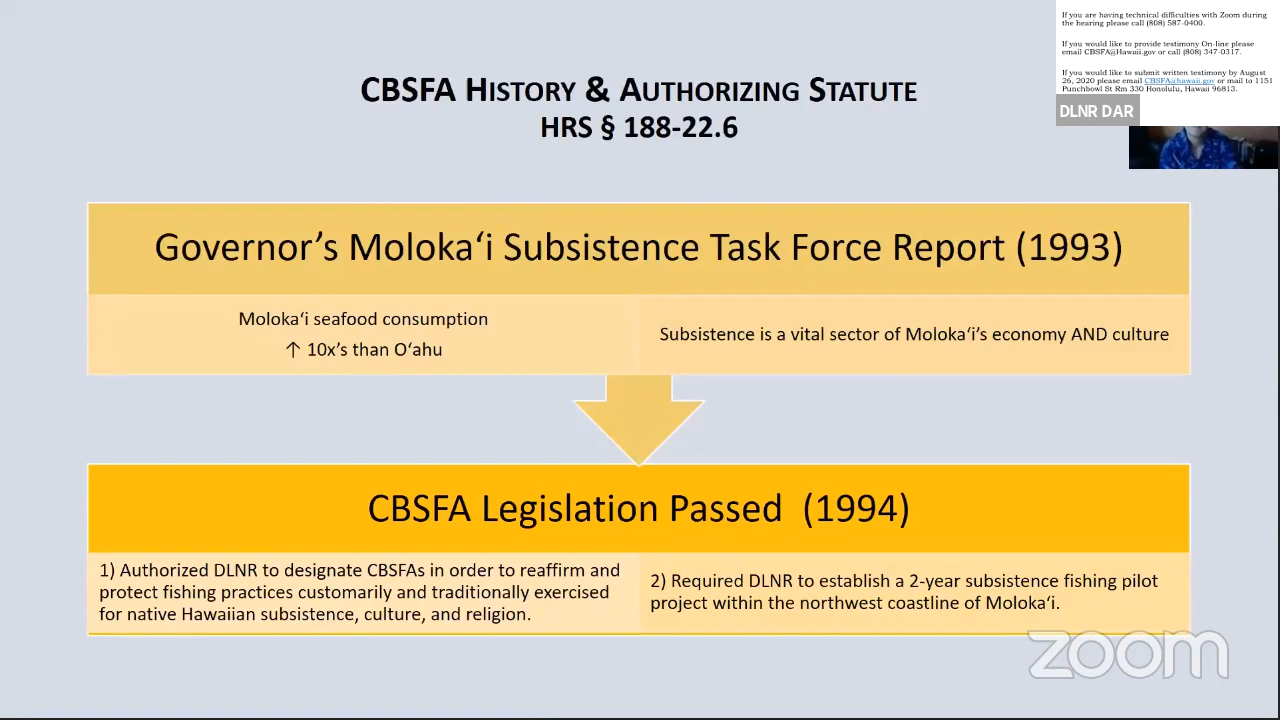 If you are having technical difficulties with Zoom during
the hearing please call (808) 587-0400.
If you would like to provide testimony On-line please
email CBSFA@Hawaii.gov or call (808) 347-0317.
If you would like to submit written testimony by August
26, 2020 please email CBSFA@hawaii.gov or mail to 1151
Punchbowl St Rm 330 Honolulu, Hawaii 96813.
DLNR DAR
CBSFA HISTORY & AUTHORIZING STATUTE
HRS § 188-22.6
Governor’s Molokaʻi Subsistence Task Force Report (1993)
Molokaʻi seafood consumption
↑ 10x’s than Oʻahu
Subsistence is a vital sector of Molokaʻi’s economy AND culture
CBSFA Legislation Passed (1994)
1) Authorized DLNR to designate CBSFAs in order to reaffirm and
protect fishing practices customarily and traditionally exercised
for native Hawaiian subsistence, culture, and religion.
2) Required DLNR to establish a 2-year subsistence fishing pilot
project within the northwest coastline of Molokaʻi.
zoom